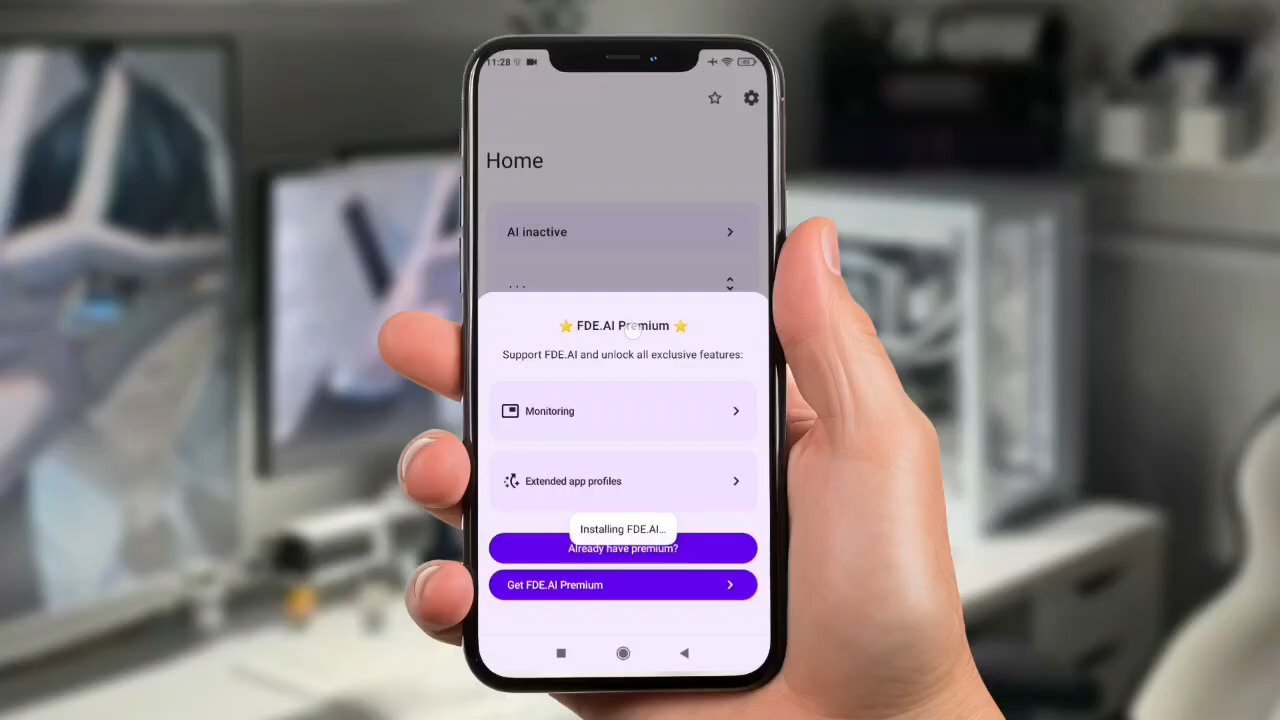 11:28
Home
AI inactive
...
⭐ FDE.AI Premium ⭐
Support FDE.AI and unlock all exclusive features:
Monitoring
Extended app profiles
Installing FDE.AI...
Already have premium?
Get FDE.AI Premium